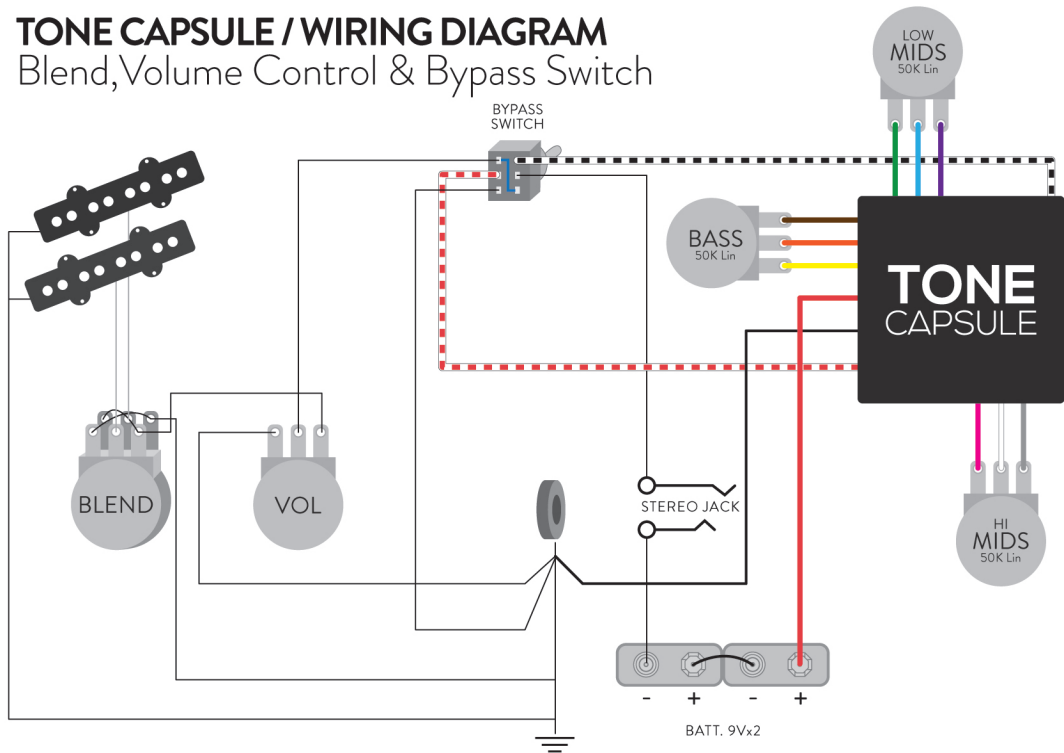 TONE CAPSULE / WIRING DIAGRAM
Blend, Volume Control & Bypass Switch
LOW
MIDS
50K Lin
BYPASS
SWITCH
BASS
50K Lin
TONE
CAPSULE
BLEND
VOL
STEREO JACK
HI
MIDS
50K Lin
- + - +
BATT. 9Vx2